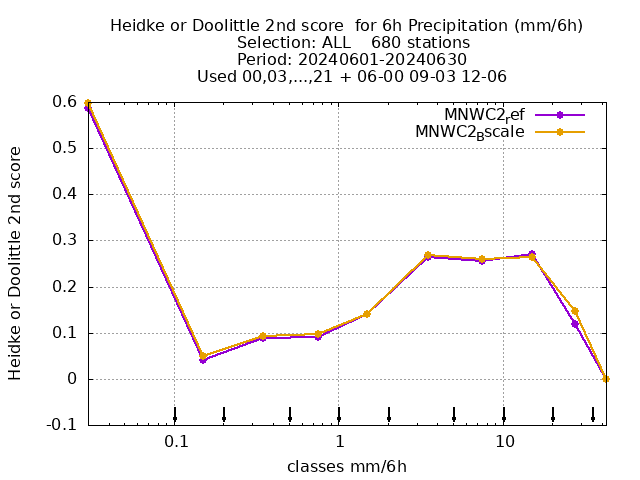 Heidke or Doolittle 2nd score  for 6h Precipitation (mm/6h)
Selection: ALL    680 stations
Period: 20240601-20240630
Used 00,03,...,21 + 06-00 09-03 12-06
MNWC2ref
MNWC2Bscale
Heidke or Doolittle 2nd score
0.6
0.5
0.4
0.3
0.2
0.1
0
-0.1
0.1 1 10
classes mm/6h